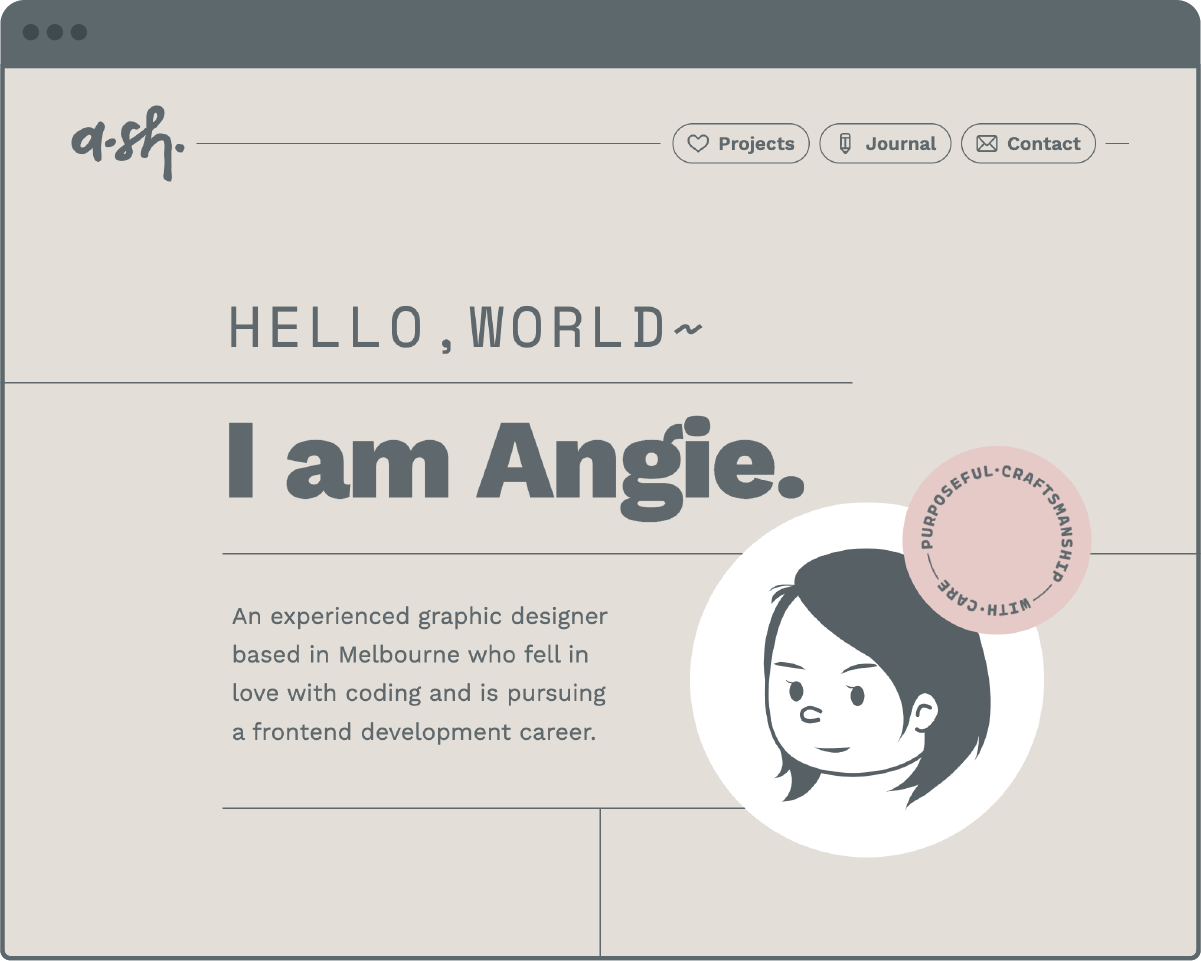 a.sh.
Projects
Journal
Contact
HELLO,WORLD~
I am Angie.
PURPOSEFUL·CRAFTSMANSHIP
WITH·CARE
An experienced graphic designer
based in Melbourne who fell in
love with coding and is pursuing
a frontend development career.